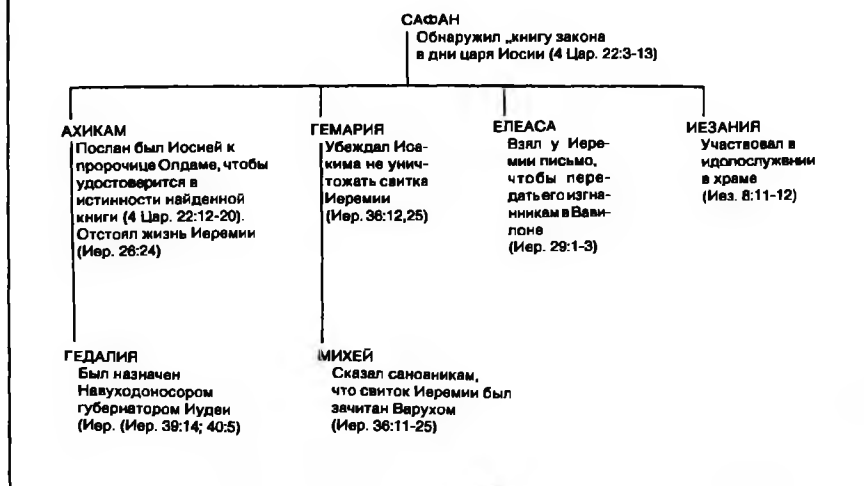 САФАН
Обнаружил „книгу закона
в дни царя Иосии (4 Цар. 22:3-13)
АХИКАМ
Послан был Иосией к
пророчице Олдаме, чтобы
удостоверится в
истинности найденной
книги (4 Цар. 22:12-20).
Отстоял жизнь Иеремии
(Иер. 26:24)
ГЕМАРИЯ
Убеждал Иоа-
кима не унич-
тожать свитка
Иеремии
(Иер. 36:12,25)
ЕЛЕАСА
Взял у Иере-
мии письмо,
чтобы пере-
дать его изгна-
нникам в Вави-
лоне
(Иер. 29:1-3)
ИЕЗАНИЯ
Участвовал в
идолослужении
в храме
(Иез. 8:11-12)
ГЕДАЛИЯ
Был назначен
Навуходоносором
губернатором Иудеи
(Иер. (Иер. 39:14; 40:5)
МИХЕЙ
Сказал сановникам,
что свиток Иеремии был
зачитан Варухом
(Иер. 36:11-25)